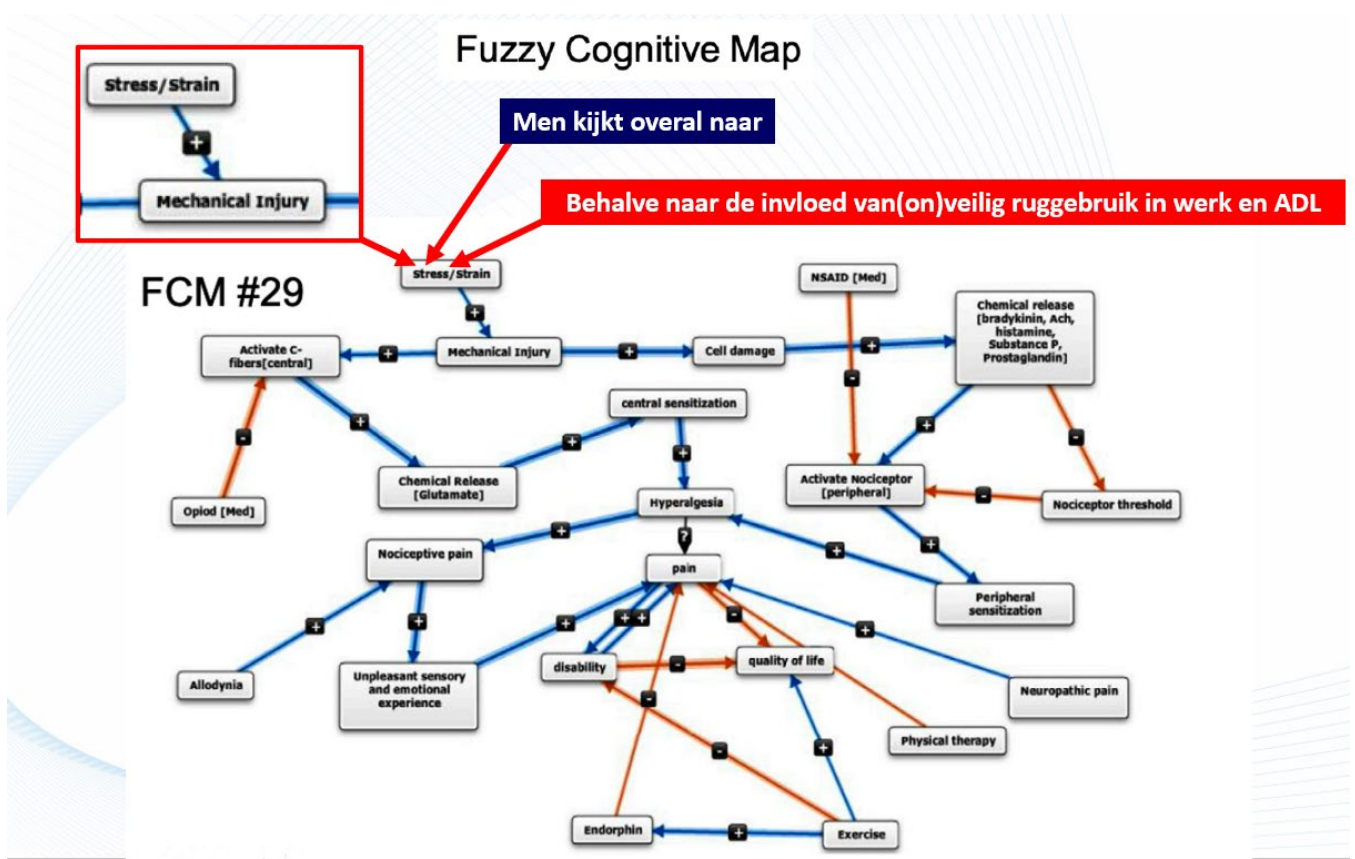 Fuzzy Cognitive Map
Stress/Strain
+
Mechanical Injury
Men kijkt overal naar
Behalve naar de invloed van(on)veilig ruggebruik in werk en ADL
FCM #29
Stress/Strain
+
NSAID [Med]
Chemical release
[bradykinin, Ach,
histamine,
Substance P,
Prostaglandin]
Activate C-
fibers[central]
+
Mechanical Injury
+
Cell damage
+
-
-
+
+
-
central sensitization
+
+
-
Chemical Release
[Glutamate]
Activate Nociceptor
[peripheral]
-
Nociceptor threshold
Opiod [Med]
Hyperalgesia
+
?
+
+
Nociceptive pain
pain
Peripheral
sensitization
+
+
+
+ +
-
+
Allodynia
Unpleasant sensory
and emotional
experience
disability
-
quality of life
Neuropathic pain
-
-
+
Physical therapy
Endorphin
+
Exercise